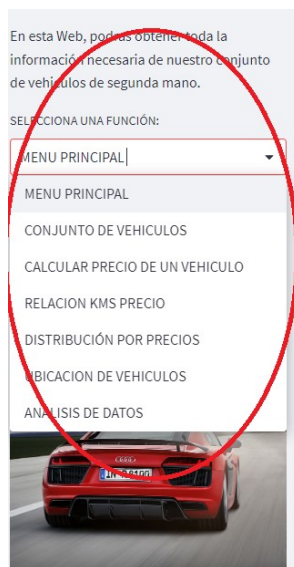 En esta Web, podrás obtener toda la
información necesaria de nuestro conjunto
de vehículos de segunda mano.
SELECCIONA UNA FUNCIÓN:
MENU PRINCIPAL
MENU PRINCIPAL
CONJUNTO DE VEHICULOS
CALCULAR PRECIO DE UN VEHICULO
RELACION KMS PRECIO
DISTRIBUCIÓN POR PRECIOS
UBICACION DE VEHICULOS
ANALISIS DE DATOS